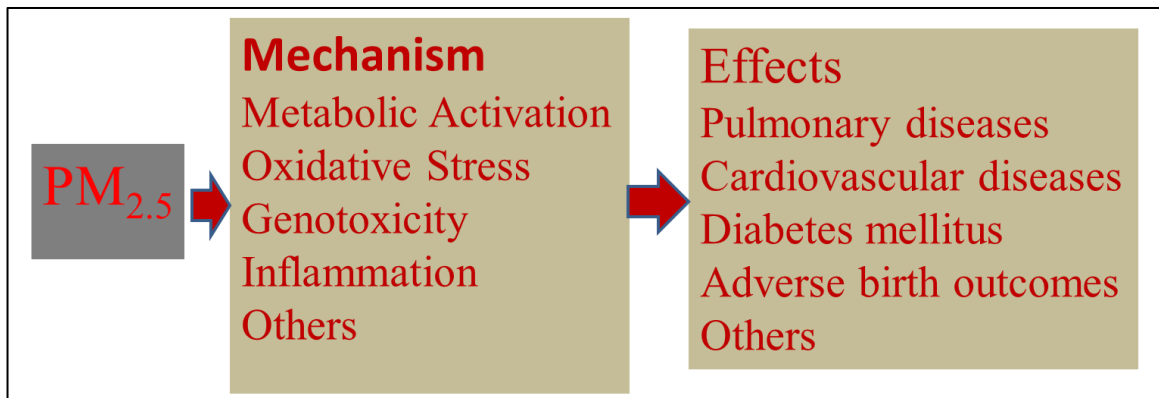 PM2.5
Mechanism
Metabolic Activation
Oxidative Stress
Genotoxicity
Inflammation
Others
Effects
Pulmonary diseases
Cardiovascular diseases
Diabetes mellitus
Adverse birth outcomes
Others